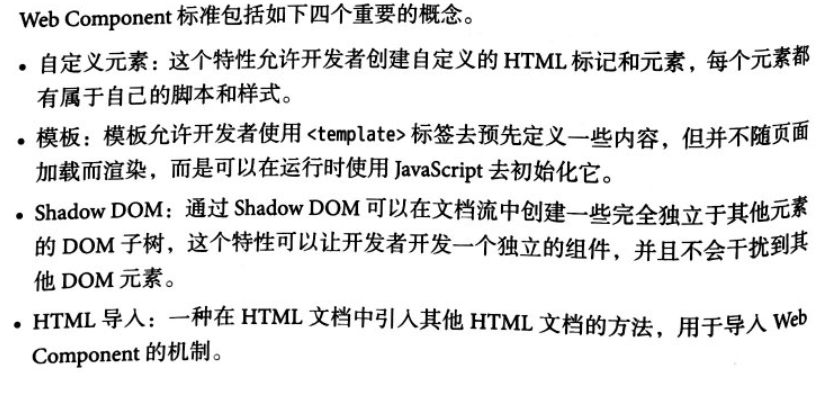 Web Component 标准包括如下四个重要的概念。
• 自定义元素：这个特性允许开发者创建自定义的 HTML 标记和元素，每个元素都
有属于自己的脚本和样式。
• 模板：模板允许开发者使用 <template> 标签去预先定义一些内容，但并不随页面
加载而渲染，而是可以在运行时使用 JavaScript 去初始化它。
• Shadow DOM：通过 Shadow DOM 可以在文档流中创建一些完全独立于其他元素
的 DOM 子树，这个特性可以让开发者开发一个独立的组件，并且不会干扰到其
他 DOM 元素。
• HTML 导入：一种在 HTML 文档中引入其他 HTML 文档的方法，用于导入 Web
Component 的机制。